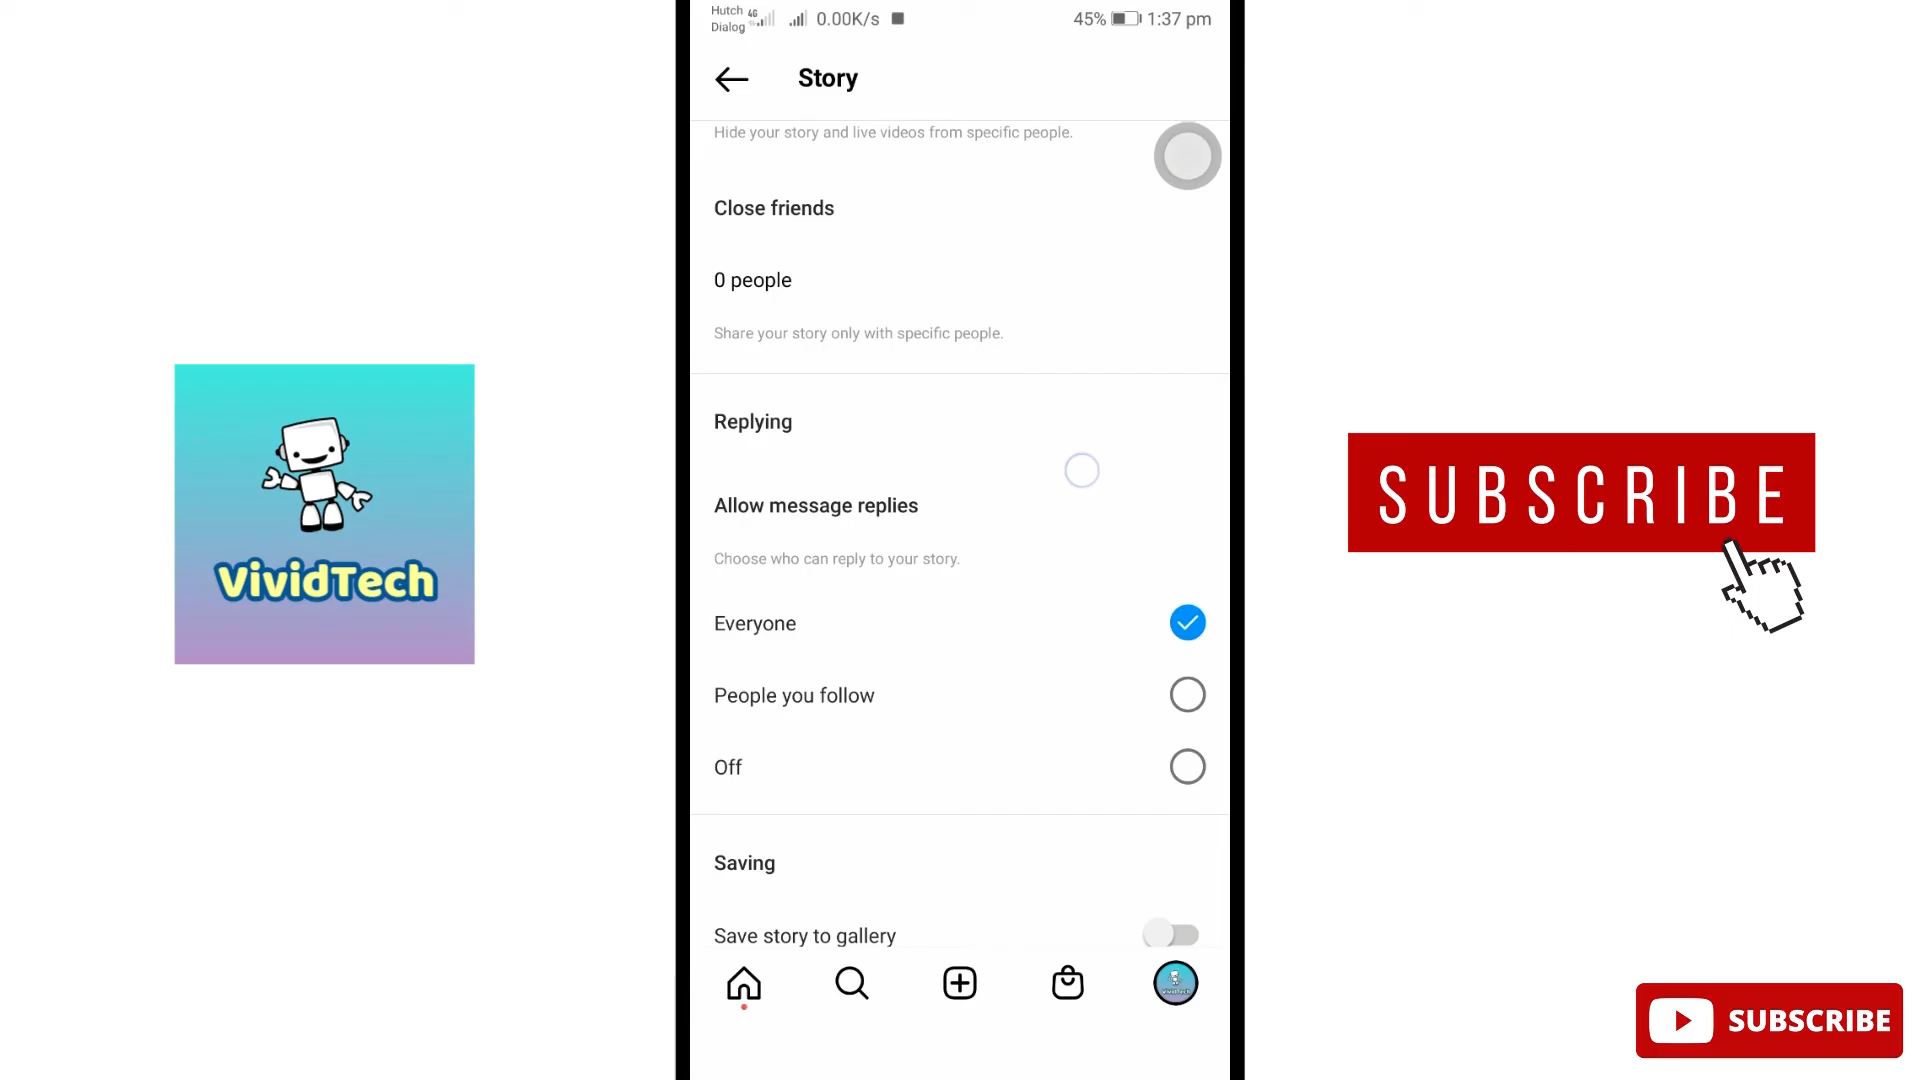 Hutch
Dialog
4G
0.00K/s
45%
1:37 pm
Story
Hide your story and live videos from specific people.
Close friends
0 people
Share your story only with specific people.
Replying
Allow message replies
Choose who can reply to your story.
Everyone
People you follow
Off
Saving
Save story to gallery
VividTech
SUBSCRIBE
SUBSCRIBE